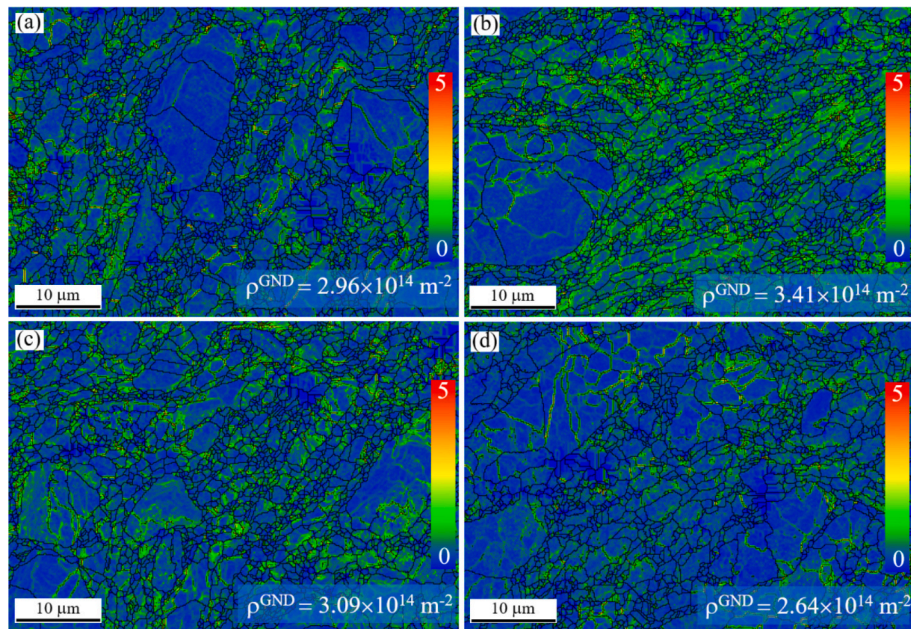 (a)
5
0
ρᴳᴺᴰ = 2.96×10¹⁴ m⁻²
10 μm
(b)
5
0
ρᴳᴺᴰ = 3.41×10¹⁴ m⁻²
10 μm
(c)
5
0
ρᴳᴺᴰ = 3.09×10¹⁴ m⁻²
10 μm
(d)
5
0
ρᴳᴺᴰ = 2.64×10¹⁴ m⁻²
10 μm